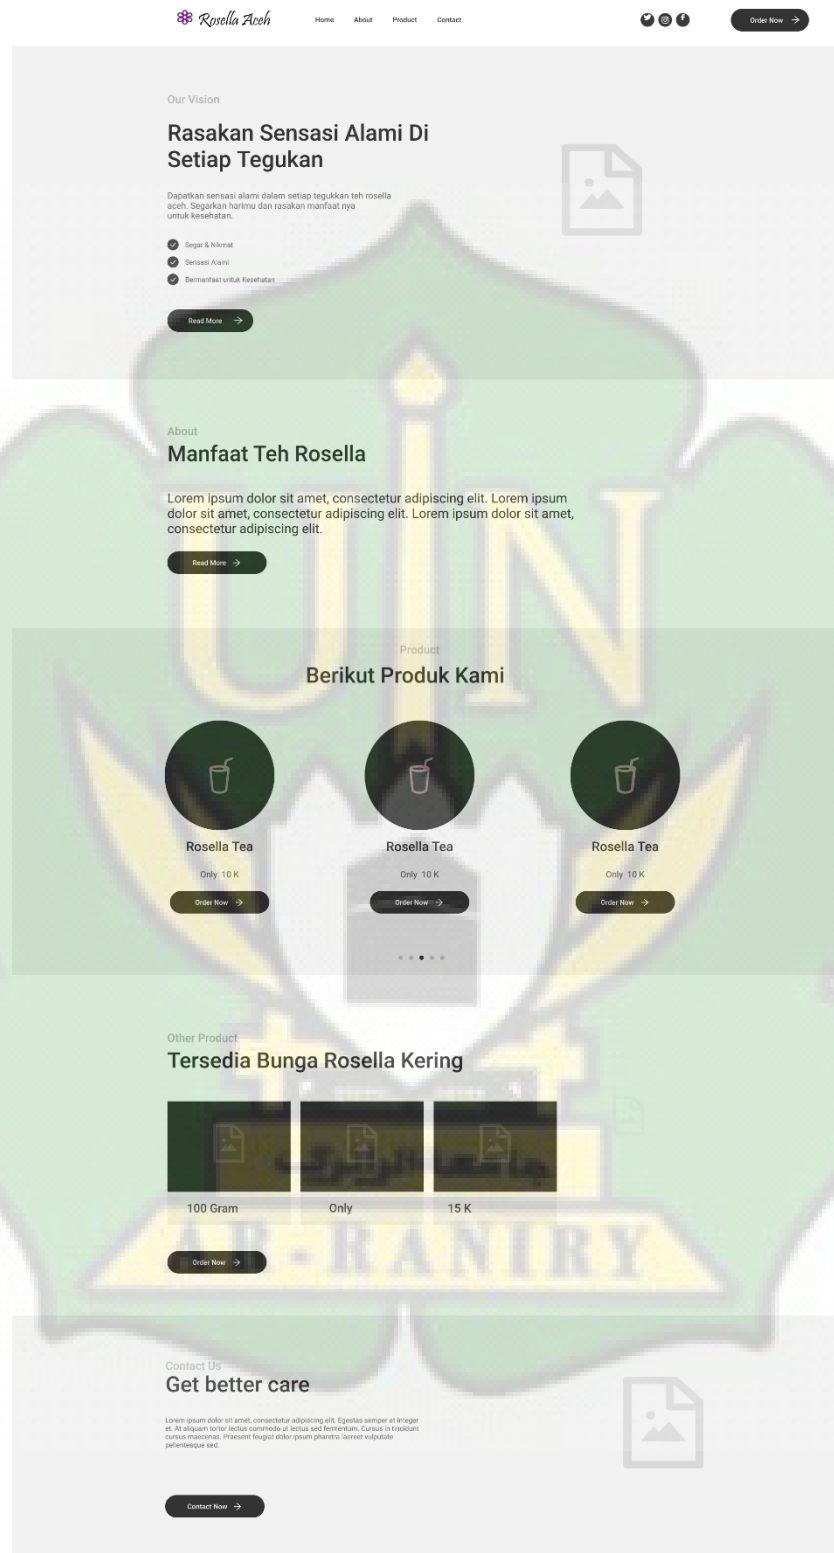 Rosella Aceh
Home About Product Contact
Order Now
Our Vision
Rasakan Sensasi Alami Di
Setiap Tegukan
Dapatkan sensasi alami dalam setiap tegukkan teh rosella
aceh. Segarkan harimu dan rasakan manfaat nya
untuk kesehatan.
Segar & Nikmat
Sensasi Alami
Bermanfaat untuk Kesehatan
Read More
About
Manfaat Teh Rosella
Lorem ipsum dolor sit amet, consectetur adipiscing elit. Lorem ipsum
dolor sit amet, consectetur adipiscing elit. Lorem ipsum dolor sit amet,
consectetur adipiscing elit.
Read More
UIN
Product
Berikut Produk Kami
Rosella Tea Rosella Tea Rosella Tea
Only 10 K Only 10 K Only 10 K
Order Now Order Now Order Now
Other Product
Tersedia Bunga Rosella Kering
جامعة الرانيري
100 Gram Only 15 K
AR-RANIRY
Order Now
Contact Us
Get better care
Lorem ipsum dolor sit amet, consectetur adipiscing elit. Egestas semper at integer
et. At aliquam tortor lectus commodo ut lectus sed fermentum. Cursus in tincidunt
cursus maecenas. Praesent feugiat dolor ipsum pharetra laoreet vulputate
pellentesque sed.
Contact Now